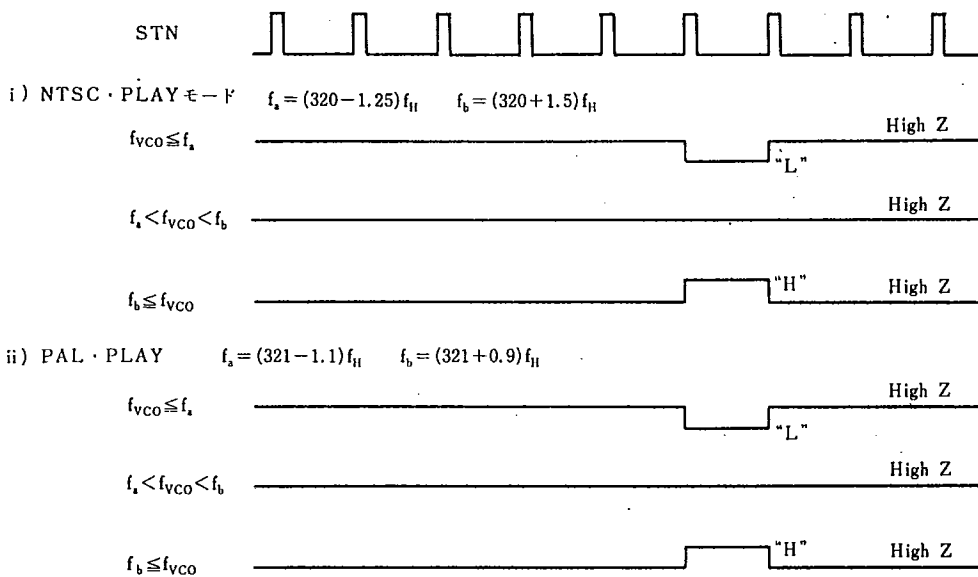 STN
i) NTSC・PLAYモード f_a=(320−1.25)f_H f_b=(320+1.5)f_H
High Z
f_VCO≦f_a
"L"
High Z
f_a<f_VCO<f_b
"H"
f_b≦f_VCO High Z
ii) PAL・PLAY f_a=(321−1.1)f_H f_b=(321+0.9)f_H
High Z
f_VCO≦f_a
"L"
High Z
f_a<f_VCO<f_b
"H" High Z
f_b≦f_VCO